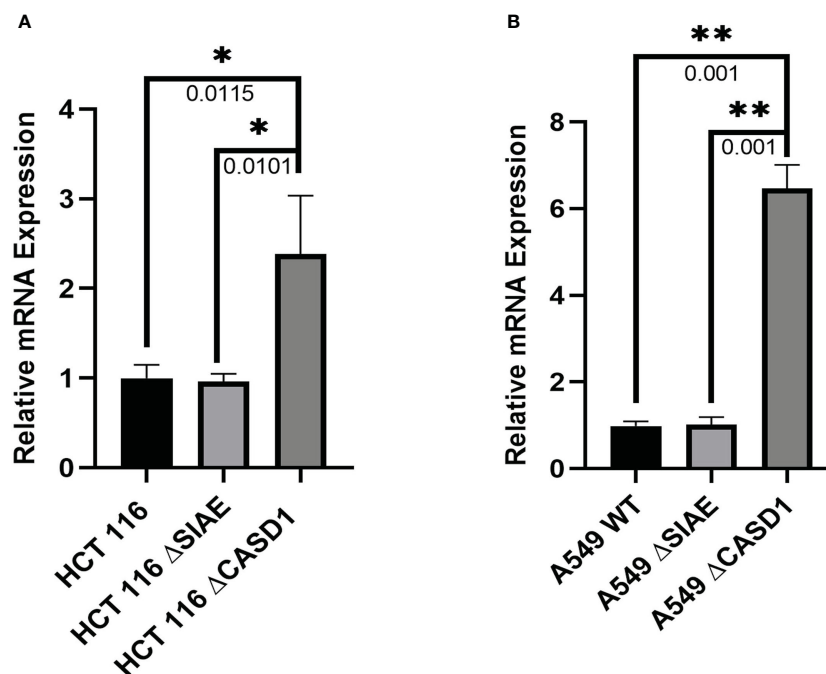 A
*
0.0115
*
0.0101
Relative mRNA Expression
4
3
2
1
0
HCT 116
HCT 116 ΔSIAE
HCT 116 ΔCASD1
B
**
0.001
**
0.001
Relative mRNA Expression
8
6
4
2
0
A549 WT
A549 ΔSIAE
A549 ΔCASD1